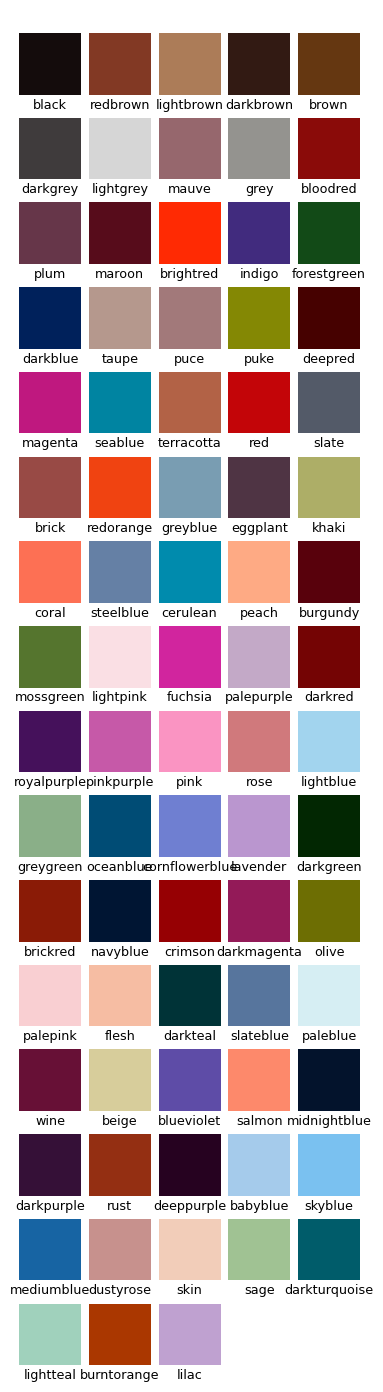 black redbrown lightbrown darkbrown brown
darkgrey lightgrey mauve grey bloodred
plum maroon brightred indigo forestgreen
darkblue taupe puce puke deepred
magenta seablue terracotta red slate
brick redorange greyblue eggplant khaki
coral steelblue cerulean peach burgundy
mossgreen lightpink fuchsia palepurple darkred
royalpurple pinkpurple pink rose lightblue
greygreen oceanblue cornflowerblue lavender darkgreen
brickred navyblue crimson darkmagenta olive
palepink flesh darkteal slateblue paleblue
wine beige blueviolet salmon midnightblue
darkpurple rust deeppurple babyblue skyblue
mediumblue dustyrose skin sage darkturquoise
lightteal burntorange lilac